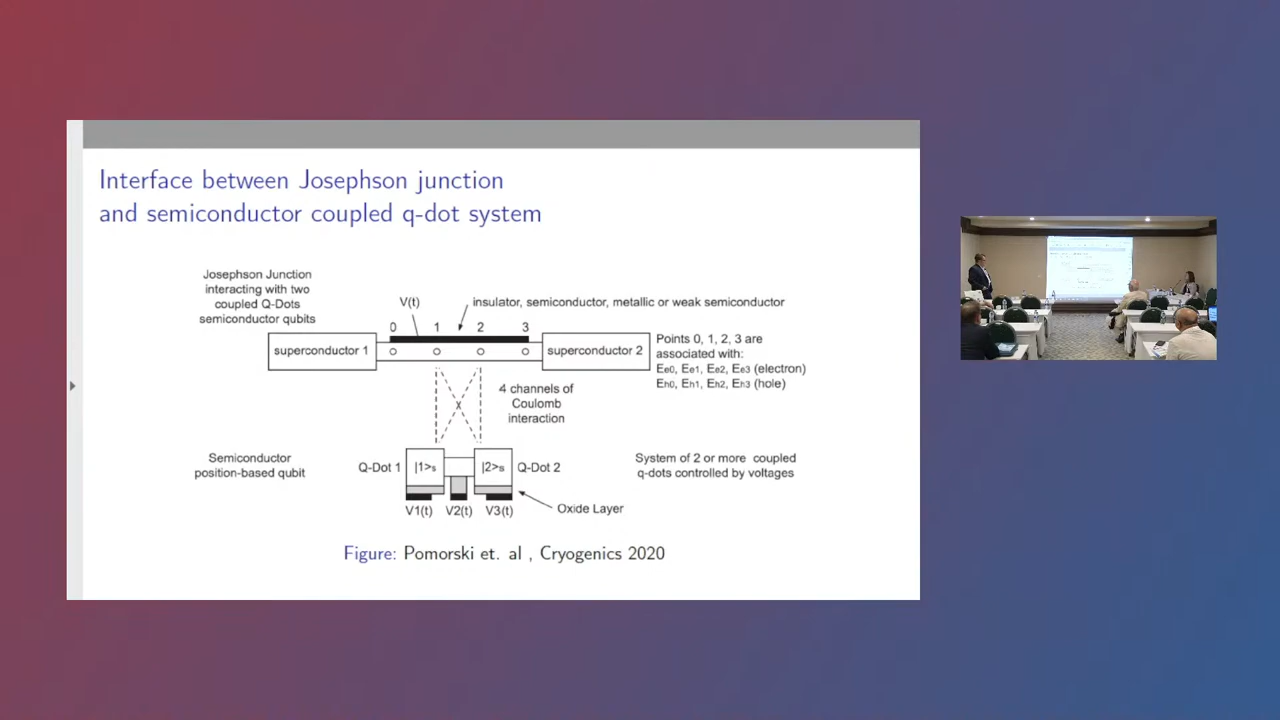 Interface between Josephson junction
and semiconductor coupled q-dot system
Josephson Junction
interacting with two
coupled Q-Dots
semiconductor qubits
V(t)
insulator, semiconductor, metallic or weak semiconductor
0 1 2 3
superconductor 1
superconductor 2
Points 0, 1, 2, 3 are
associated with:
Ee0, Ee1, Ee2, Ee3 (electron)
Eh0, Eh1, Eh2, Eh3 (hole)
4 channels of
Coulomb
interaction
Semiconductor
position-based qubit
Q-Dot 1
|1>s
|2>s
Q-Dot 2
System of 2 or more coupled
q-dots controlled by voltages
V1(t) V2(t) V3(t)
Oxide Layer
Figure: Pomorski et. al , Cryogenics 2020